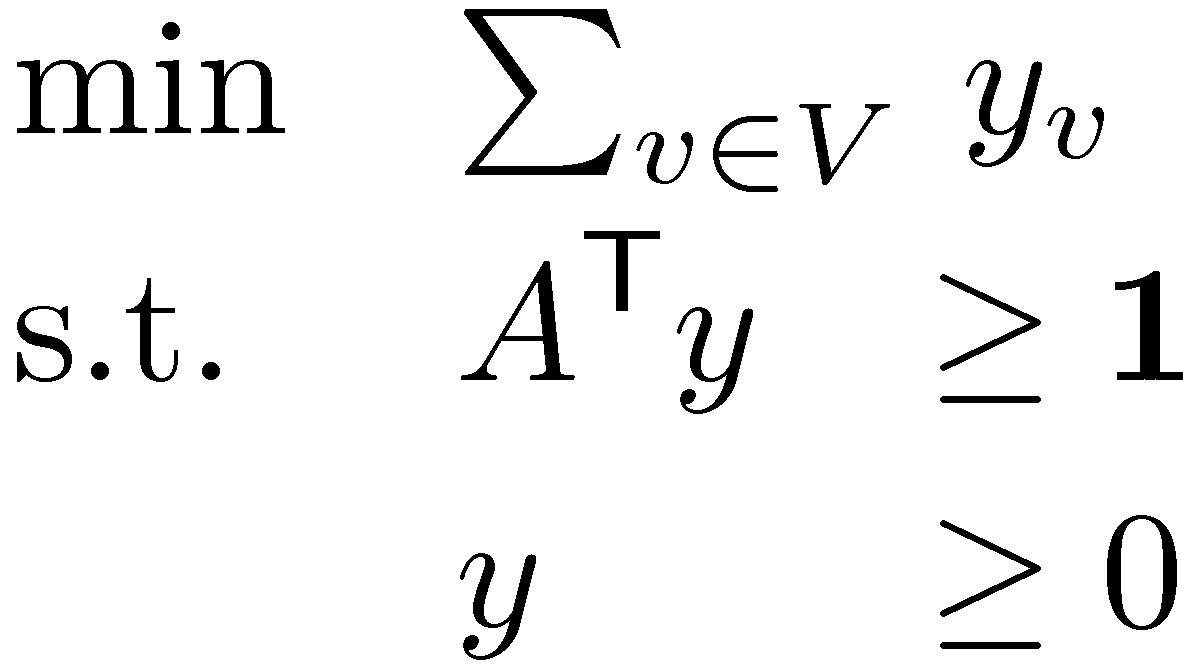 min ∑_{v∈V} y_v
s.t. A^⊤ y ≥ 𝟏
y ≥ 0